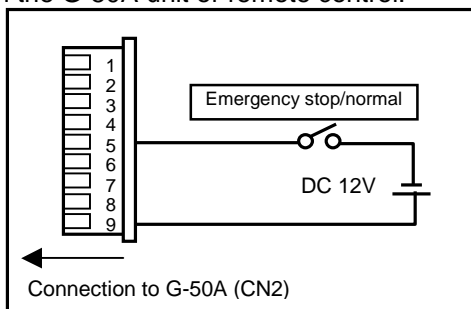 the G-50A unit or remote control.
1
2
3
4
5
6
7
8
9
Emergency stop/normal
DC 12V
Connection to G-50A (CN2)